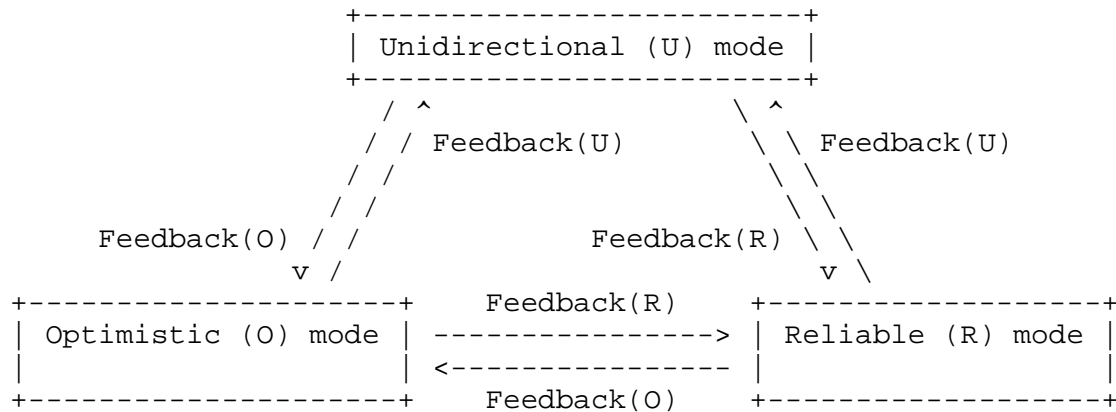 Unidirectional (U) mode
Feedback(U) Feedback(U)
Feedback(O) Feedback(R)
Feedback(R)
Optimistic (O) mode Reliable (R) mode
Feedback(O)